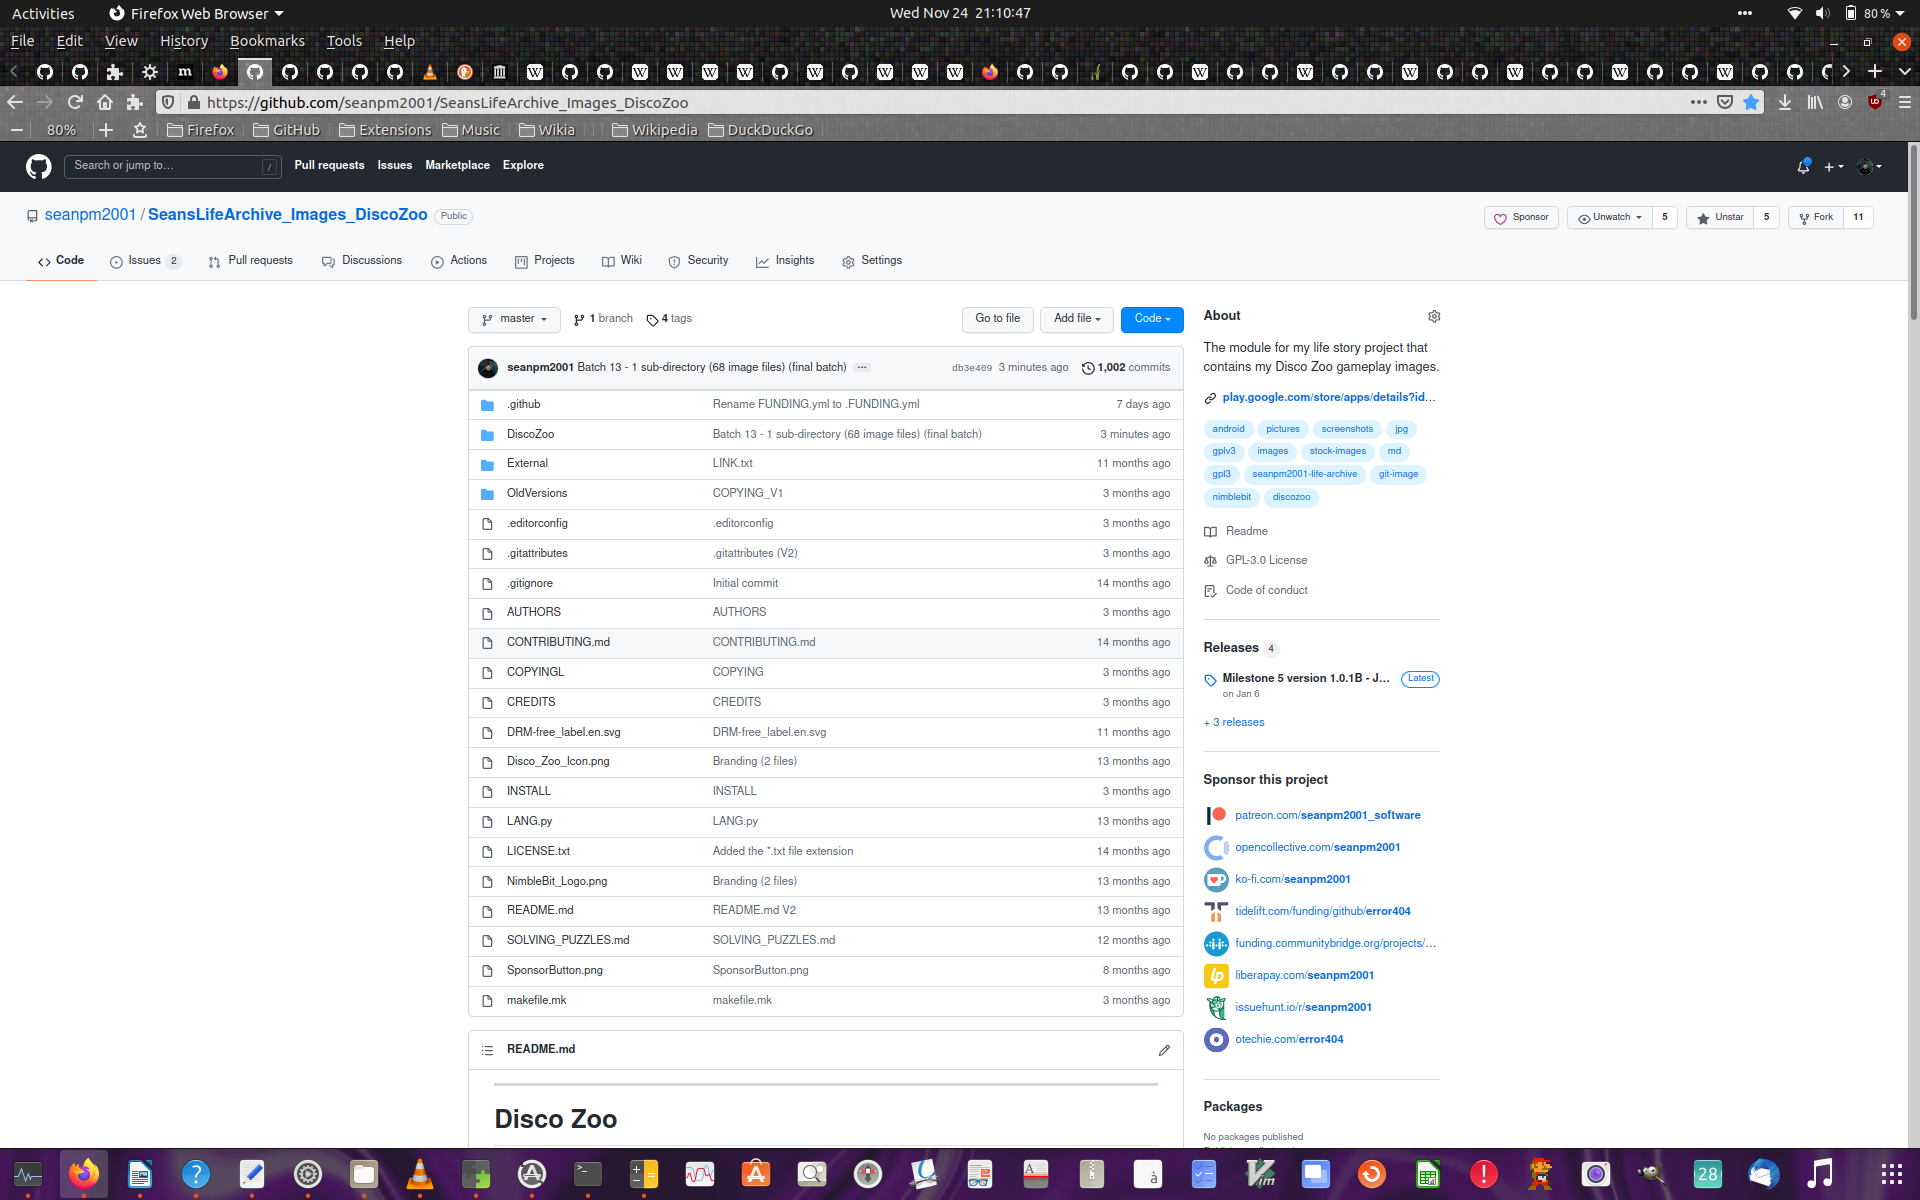 Activities Firefox Web Browser Wed Nov 24 21:10:47 80 %
File Edit View History Bookmarks Tools Help
https://github.com/seanpm2001/SeansLifeArchive_Images_DiscoZoo 4
80% Firefox GitHub Extensions Music Wikia Wikipedia DuckDuckGo
Search or jump to… / Pull requests Issues Marketplace Explore
seanpm2001 / SeansLifeArchive_Images_DiscoZoo Public Sponsor Unwatch 5 Unstar 5 Fork 11
Code Issues 2 Pull requests Discussions Actions Projects Wiki Security Insights Settings
master 1 branch 4 tags Go to file Add file Code
seanpm2001 Batch 13 - 1 sub-directory (68 image files) (final batch) ... db3e409 3 minutes ago 1,002 commits
.github Rename FUNDING.yml to .FUNDING.yml 7 days ago
DiscoZoo Batch 13 - 1 sub-directory (68 image files) (final batch) 3 minutes ago
External LINK.txt 11 months ago
OldVersions COPYING_V1 3 months ago
.editorconfig .editorconfig 3 months ago
.gitattributes .gitattributes (V2) 3 months ago
.gitignore Initial commit 14 months ago
AUTHORS AUTHORS 3 months ago
CONTRIBUTING.md CONTRIBUTING.md 14 months ago
COPYINGL COPYING 3 months ago
CREDITS CREDITS 3 months ago
DRM-free_label.en.svg DRM-free_label.en.svg 11 months ago
Disco_Zoo_Icon.png Branding (2 files) 13 months ago
INSTALL INSTALL 3 months ago
LANG.py LANG.py 13 months ago
LICENSE.txt Added the *.txt file extension 14 months ago
NimbleBit_Logo.png Branding (2 files) 13 months ago
README.md README.md V2 13 months ago
SOLVING_PUZZLES.md SOLVING_PUZZLES.md 12 months ago
SponsorButton.png SponsorButton.png 8 months ago
makefile.mk makefile.mk 3 months ago
README.md
Disco Zoo
About
The module for my life story project that
contains my Disco Zoo gameplay images.
play.google.com/store/apps/details?id...
android pictures screenshots jpg
gplv3 images stock-images md
gpl3 seanpm2001-life-archive git-image
nimblebit discozoo
Readme
GPL-3.0 License
Code of conduct
Releases 4
Milestone 5 version 1.0.1B - J... Latest
on Jan 6
+ 3 releases
Sponsor this project
patreon.com/seanpm2001_software
opencollective.com/seanpm2001
ko-fi.com/seanpm2001
tidelift.com/funding/github/error404
funding.communitybridge.org/projects/...
liberapay.com/seanpm2001
issuehunt.io/r/seanpm2001
otechie.com/error404
Packages
No packages published
28